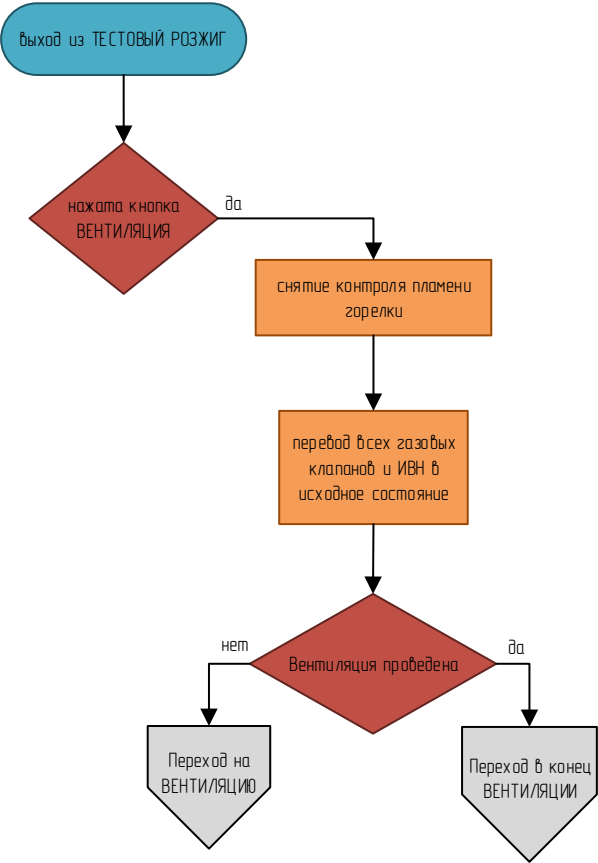 выход из ТЕСТОВЫЙ РОЗЖИГ
нажата кнопка
ВЕНТИЛЯЦИЯ
да
снятие контроля пламени
горелки
перевод всех газовых
клапанов и ИВН в
исходное состояние
нет
да
Вентиляция проведена
Переход на
ВЕНТИЛЯЦИЮ
Переход в конец
ВЕНТИЛЯЦИИ